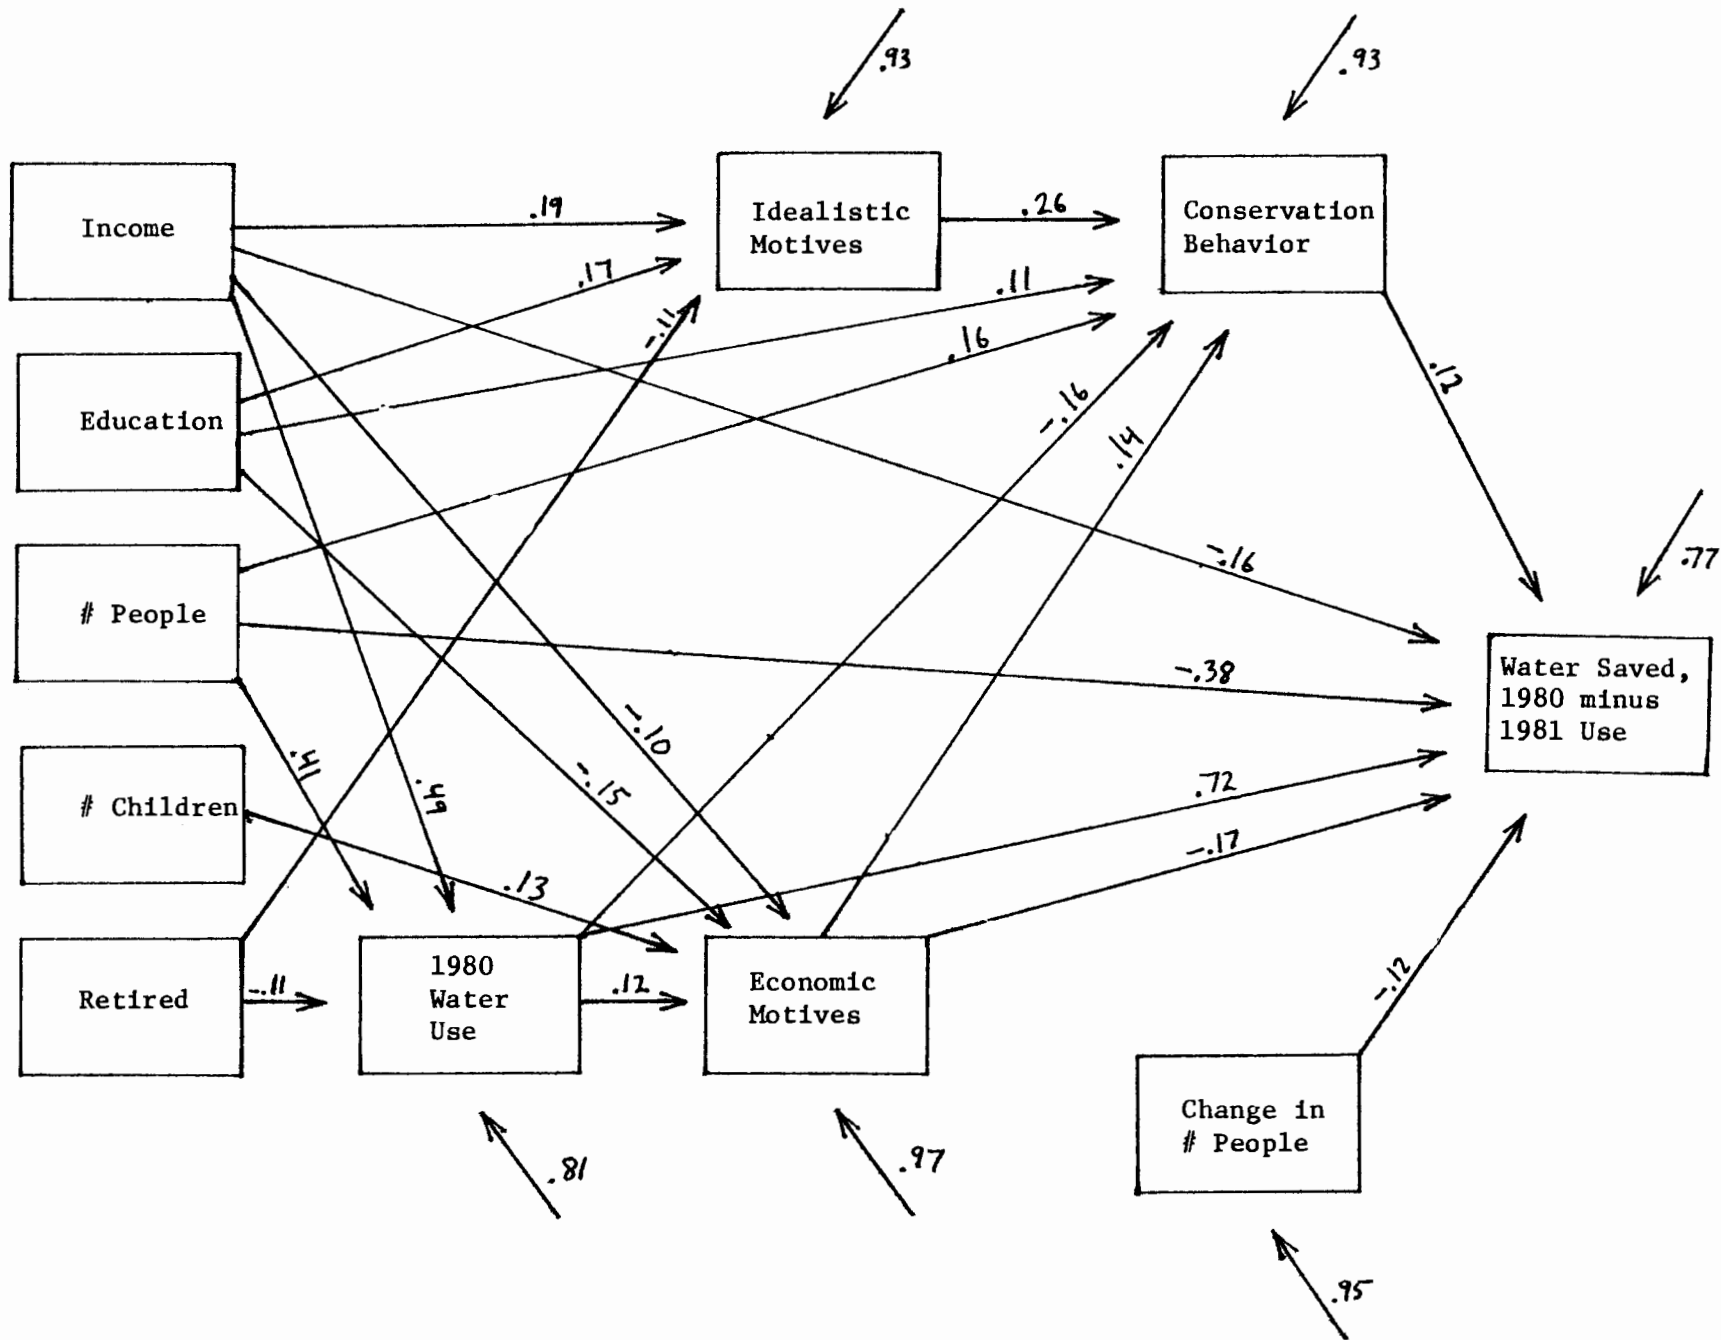 .93
.93
Income
.19
Idealistic
Motives
.26
Conservation
Behavior
.17
.11
-.11
.16
Education
-.16
.14
.12
# People
-.16
.77
-.38
Water Saved,
1980 minus
1981 Use
.41
.49
-.10
-.15
.72
-.17
# Children
.13
Retired
-.11
1980
Water
Use
.12
Economic
Motives
-.12
Change in
# People
.81
.97
.95